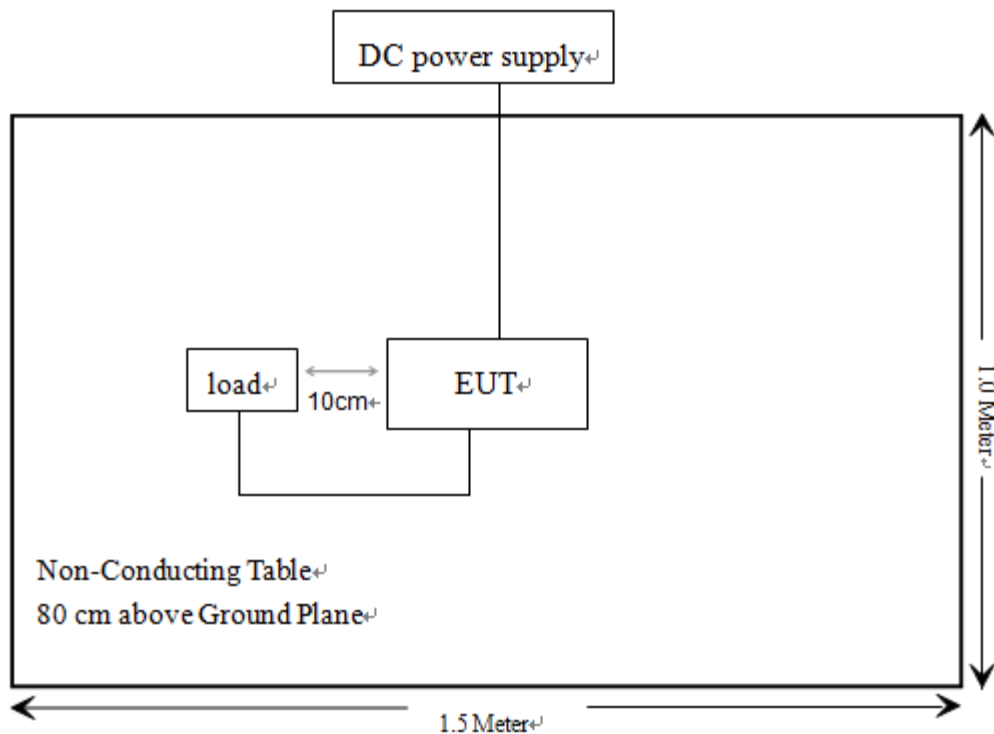 DC power supply↵
load↵
10cm↵
EUT↵
1.0 Meter↵
Non-Conducting Table↵
80 cm above Ground Plane↵
1.5 Meter↵